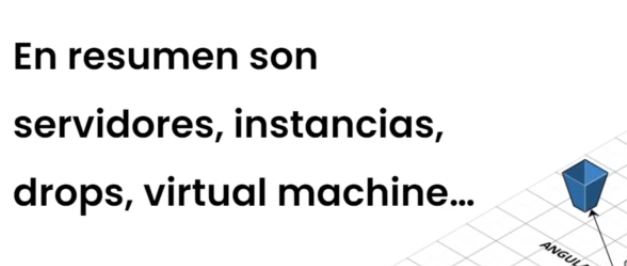 En resumen son
servidores, instancias,
drops, virtual machine...